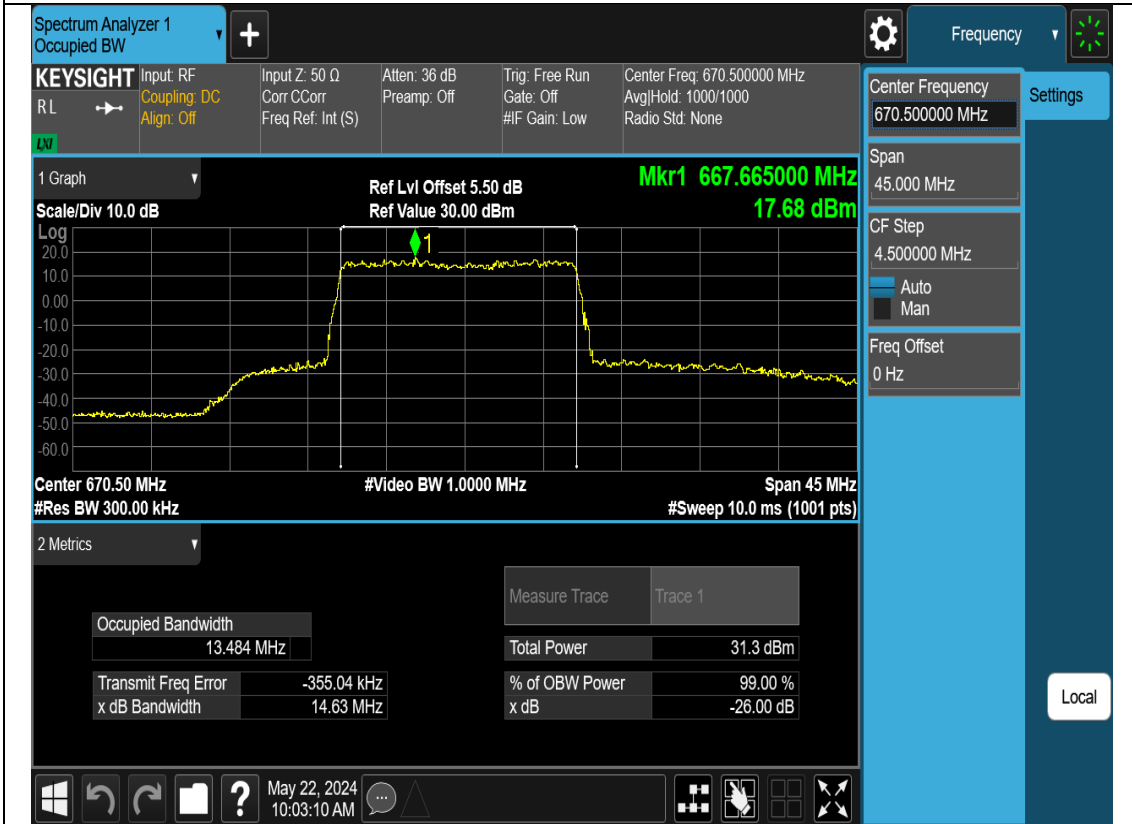 Spectrum Analyzer 1
Occupied BW
+
Frequency
KEYSIGHT
RL
LXI
Input: RF
Coupling: DC
Align: Off
Input Z: 50 Ω
Corr CCorr
Freq Ref: Int (S)
Atten: 36 dB
Preamp: Off
Trig: Free Run
Gate: Off
#IF Gain: Low
Center Freq: 670.500000 MHz
Avg|Hold: 1000/1000
Radio Std: None
Center Frequency
670.500000 MHz
Settings
Span
45.000 MHz
CF Step
4.500000 MHz
Auto
Man
Freq Offset
0 Hz
Local
1 Graph
Ref Lvl Offset 5.50 dB
Mkr1 667.665000 MHz
Scale/Div 10.0 dB
Ref Value 30.00 dBm
17.68 dBm
Log
1
20.0
10.0
0.00
-10.0
-20.0
-30.0
-40.0
-50.0
-60.0
Center 670.50 MHz
#Video BW 1.0000 MHz
Span 45 MHz
#Res BW 300.00 kHz
#Sweep 10.0 ms (1001 pts)
2 Metrics
Measure Trace Trace 1
Occupied Bandwidth
13.484 MHz
Total Power 31.3 dBm
Transmit Freq Error -355.04 kHz
% of OBW Power 99.00 %
x dB Bandwidth 14.63 MHz
x dB -26.00 dB
?
May 22, 2024
10:03:10 AM